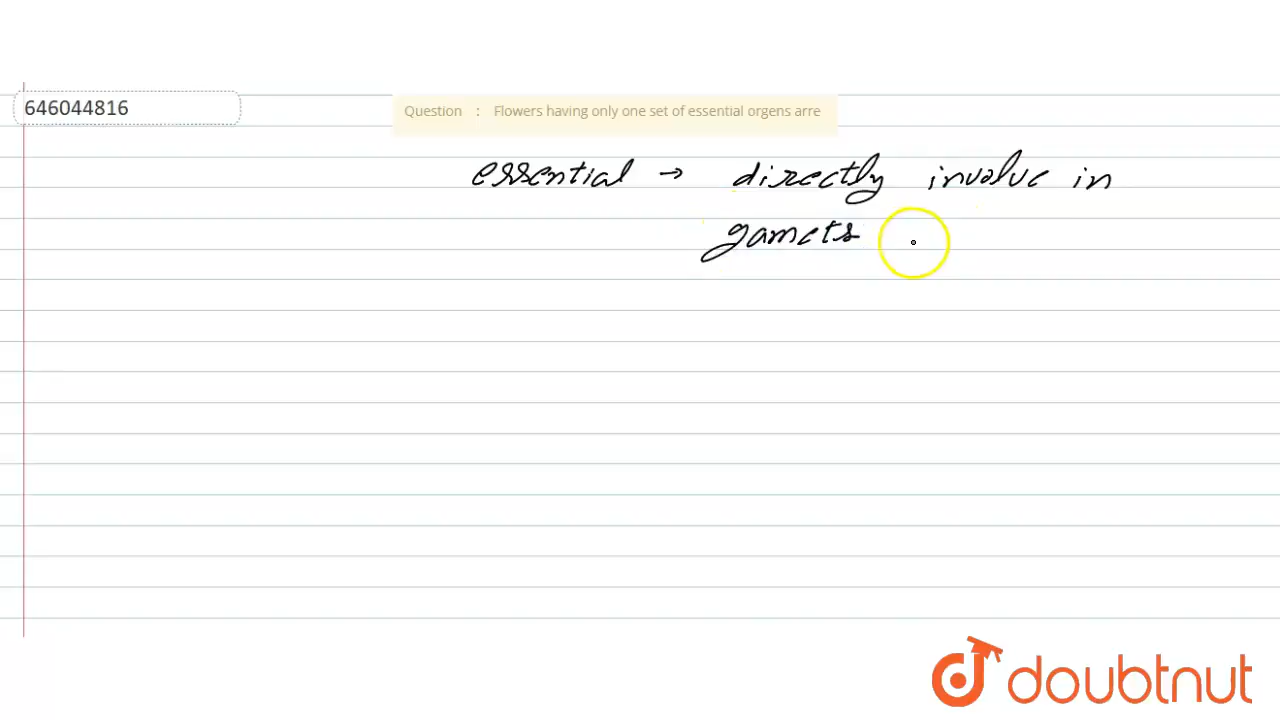 646044816
Question : Flowers having only one set of essential orgens arre
essential → directly involve in
gamets
doubtnut